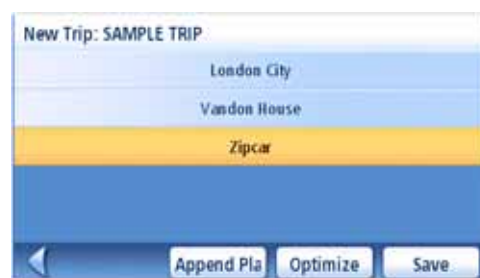 New Trip: SAMPLE TRIP
London City
Vandon House
Zipcar
Append Pla
Optimize
Save